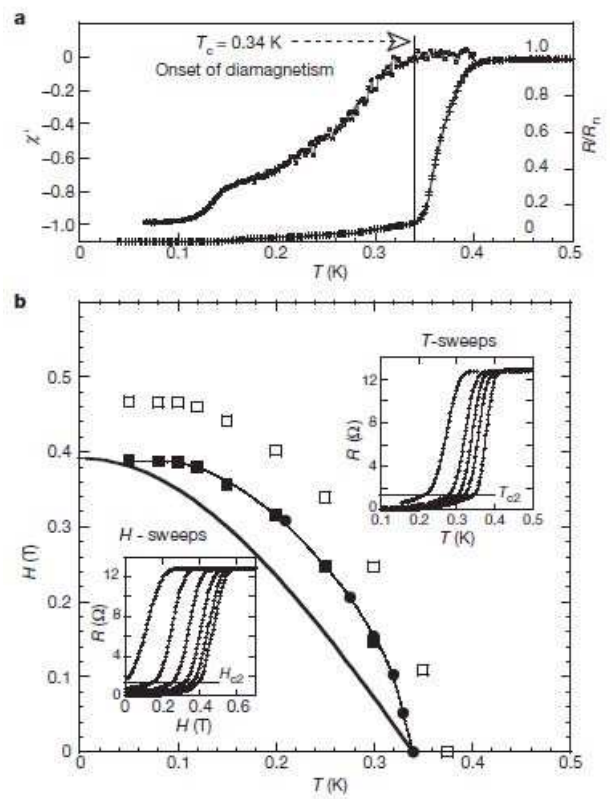 a
T_c = 0.34 K
Onset of diamagnetism
0
−0.2
−0.4
−0.6
−0.8
−1.0
χ'
1.0
0.8
0.6
0.4
0.2
0
R/R_n
0 0.1 0.2 0.3 0.4 0.5
T (K)
b
0.5
0.4
0.3
0.2
0.1
0
H (T)
T-sweeps
12
8
4
0
R (Ω)
T_c2
0.1 0.2 0.3 0.4 0.5
T (K)
H - sweeps
12
8
4
0
R (Ω)
H_c2
0 0.2 0.4 0.6
H (T)
0 0.1 0.2 0.3 0.4 0.5
T (K)